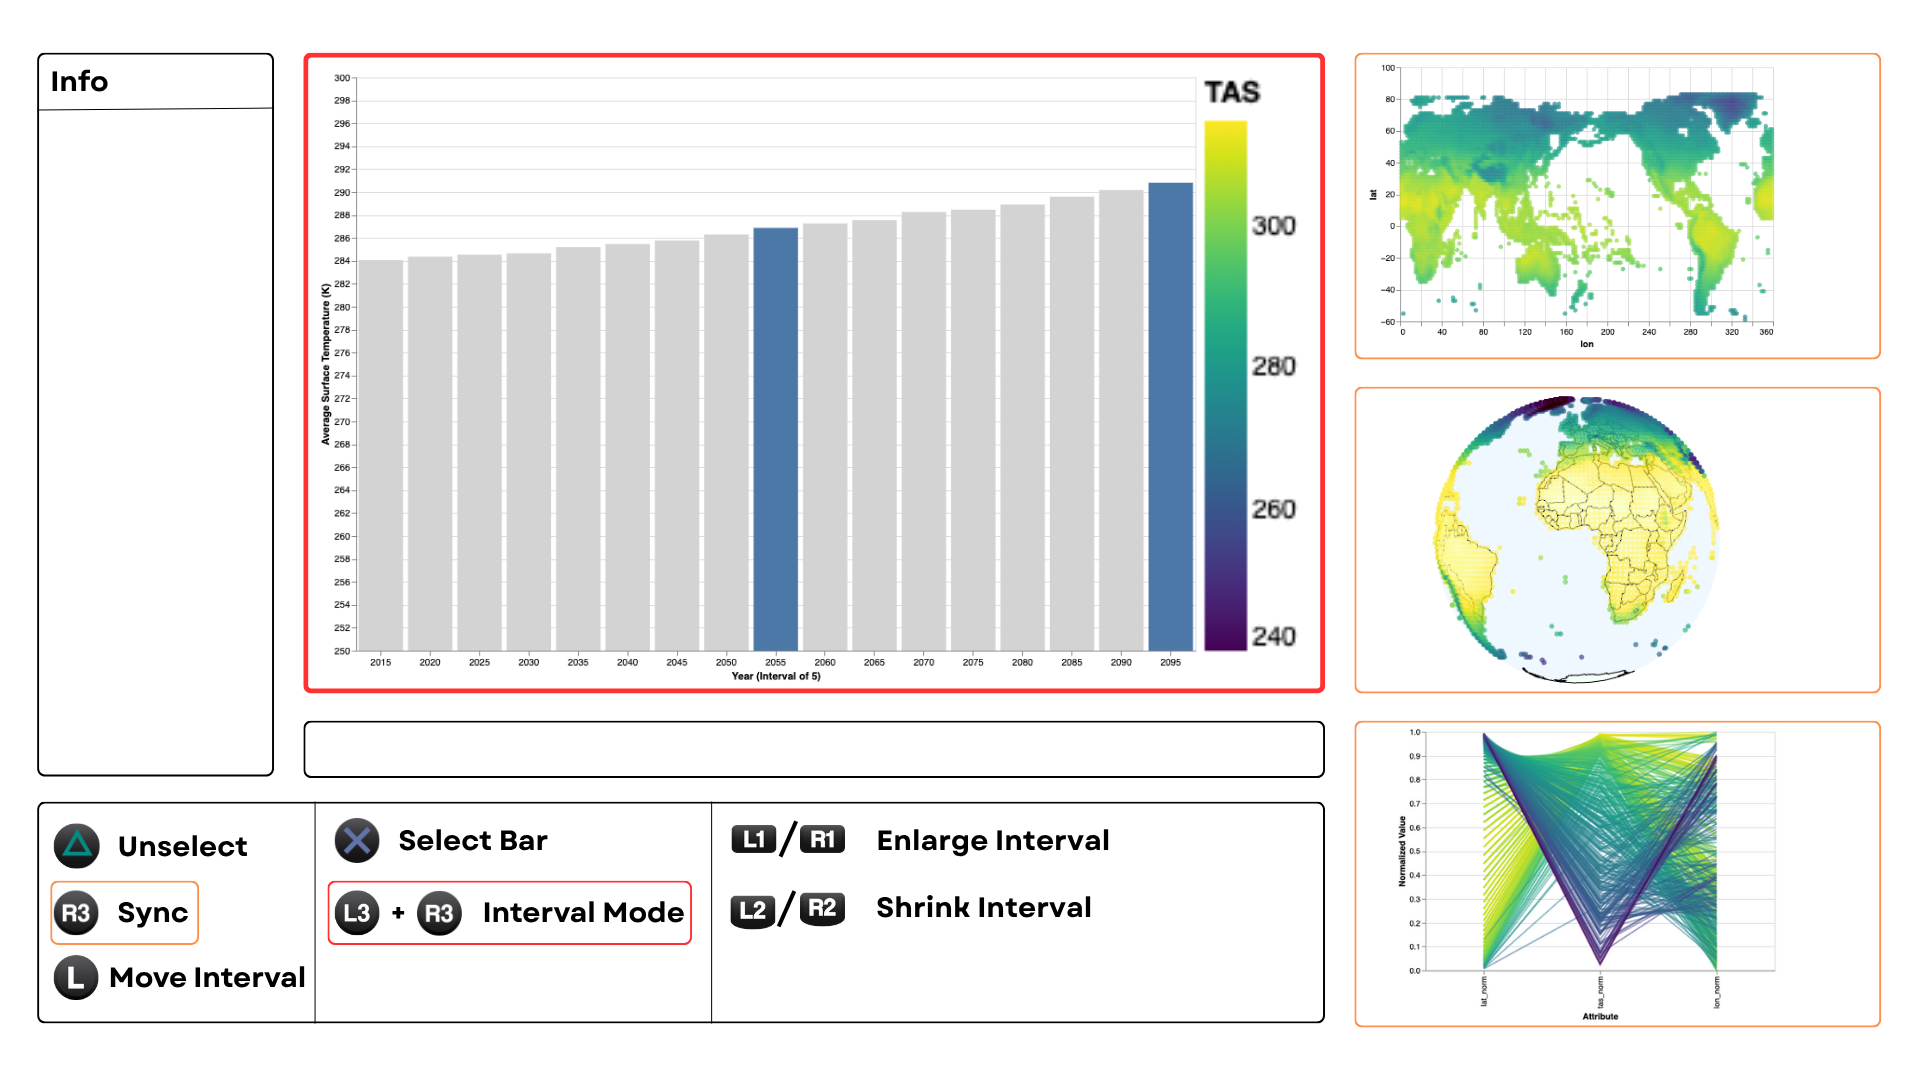 Info
300
298
296
294
292
290
288
286
284
282
280
278
276
274
272
270
268
266
264
262
260
258
256
254
252
250
Average Surface Temperature (K)
2015 2020 2025 2030 2035 2040 2045 2050 2055 2060 2065 2070 2075 2080 2085 2090 2095
Year (Interval of 5)
TAS
300
280
260
240
100
80
60
40
20
0
−20
−40
−60
lat
0 40 80 120 160 200 240 280 320 360
lon
1.0
0.9
0.8
0.7
0.6
0.5
0.4
0.3
0.2
0.1
0.0
Normalized Value
lat_norm tas_norm lon_norm
Attribute
Unselect
R3 Sync
L Move Interval
Select Bar
L3 + R3 Interval Mode
L1 / R1 Enlarge Interval
L2 / R2 Shrink Interval